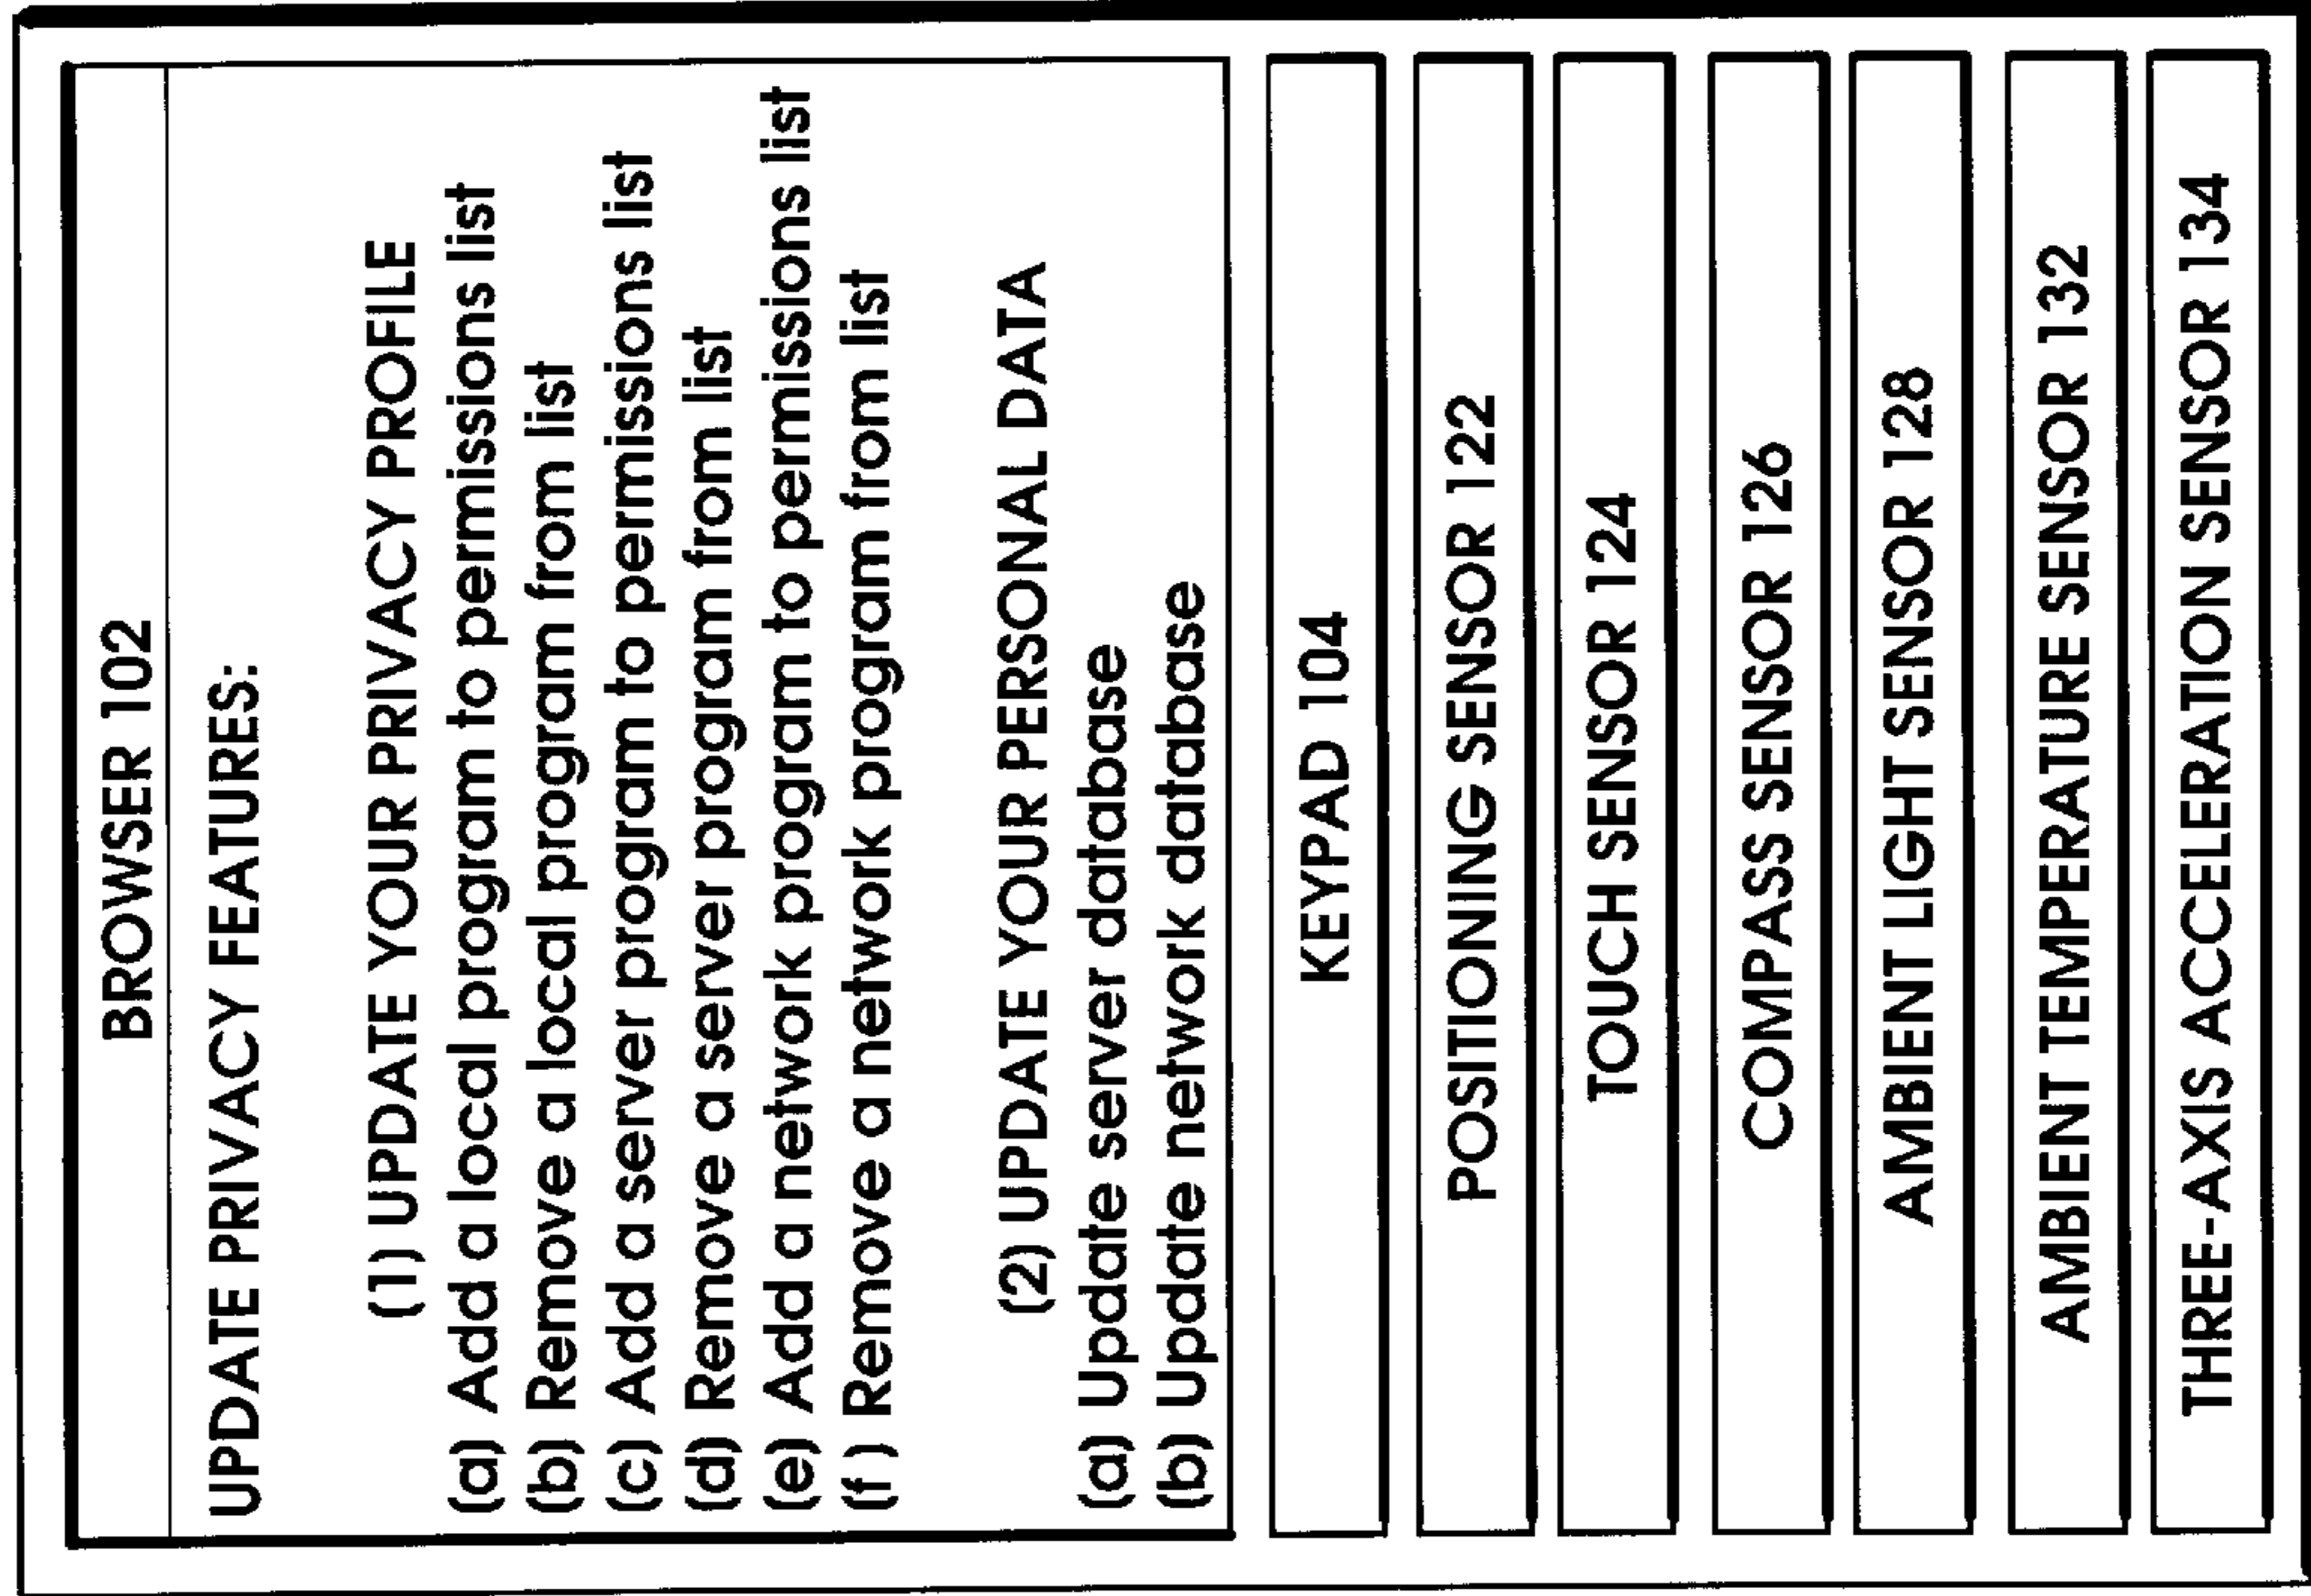 BROWSER 102
UPDATE PRIVACY FEATURES:
(1) UPDATE YOUR PRIVACY PROFILE
(a) Add a local program to permissions list
(b) Remove a local program from list
(c) Add a server program to permissions list
(d) Remove a server program from list
(e) Add a network program to permissions list
(f) Remove a network program from list
(2) UPDATE YOUR PERSONAL DATA
(a) Update server database
(b) Update network database
KEYPAD 104
POSITIONING SENSOR 122
TOUCH SENSOR 124
COMPASS SENSOR 126
AMBIENT LIGHT SENSOR 128
AMBIENT TEMPERATURE SENSOR 132
THREE-AXIS ACCELERATION SENSOR 134